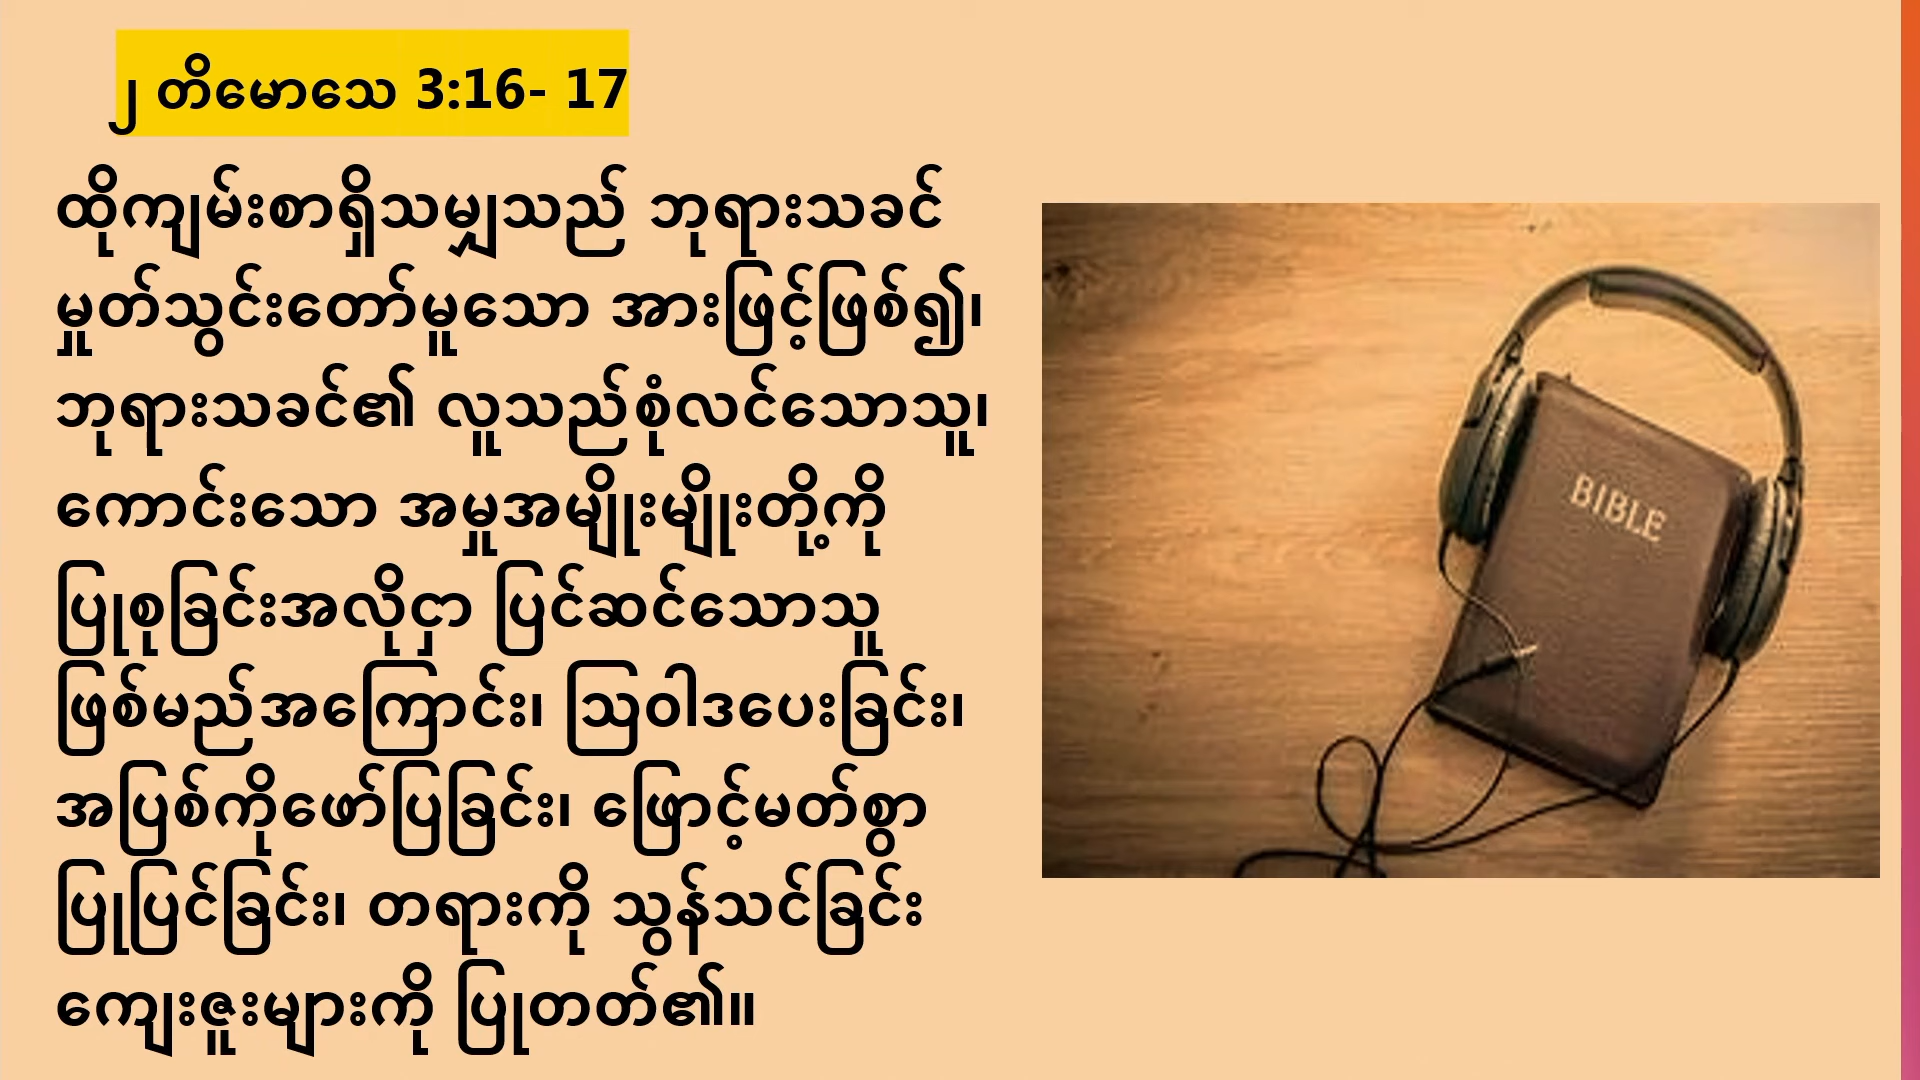 ၂ တိမောသေ 3:16- 17
ထိုကျမ်းစာရှိသမျှသည် ဘုရားသခင်
မှုတ်သွင်းတော်မူသော အားဖြင့်ဖြစ်၍၊
ဘုရားသခင်၏ လူသည်စုံလင်သောသူ၊
ကောင်းသော အမှုအမျိုးမျိုးတို့ကို
ပြုစုခြင်းအလိုငှာ ပြင်ဆင်သောသူ
ဖြစ်မည်အကြောင်း၊ ဩဝါဒပေးခြင်း၊
အပြစ်ကိုဖော်ပြခြင်း၊ ဖြောင့်မတ်စွာ
ပြုပြင်ခြင်း၊ တရားကို သွန်သင်ခြင်း
ကျေးဇူးများကို ပြုတတ်၏။
BIBLE